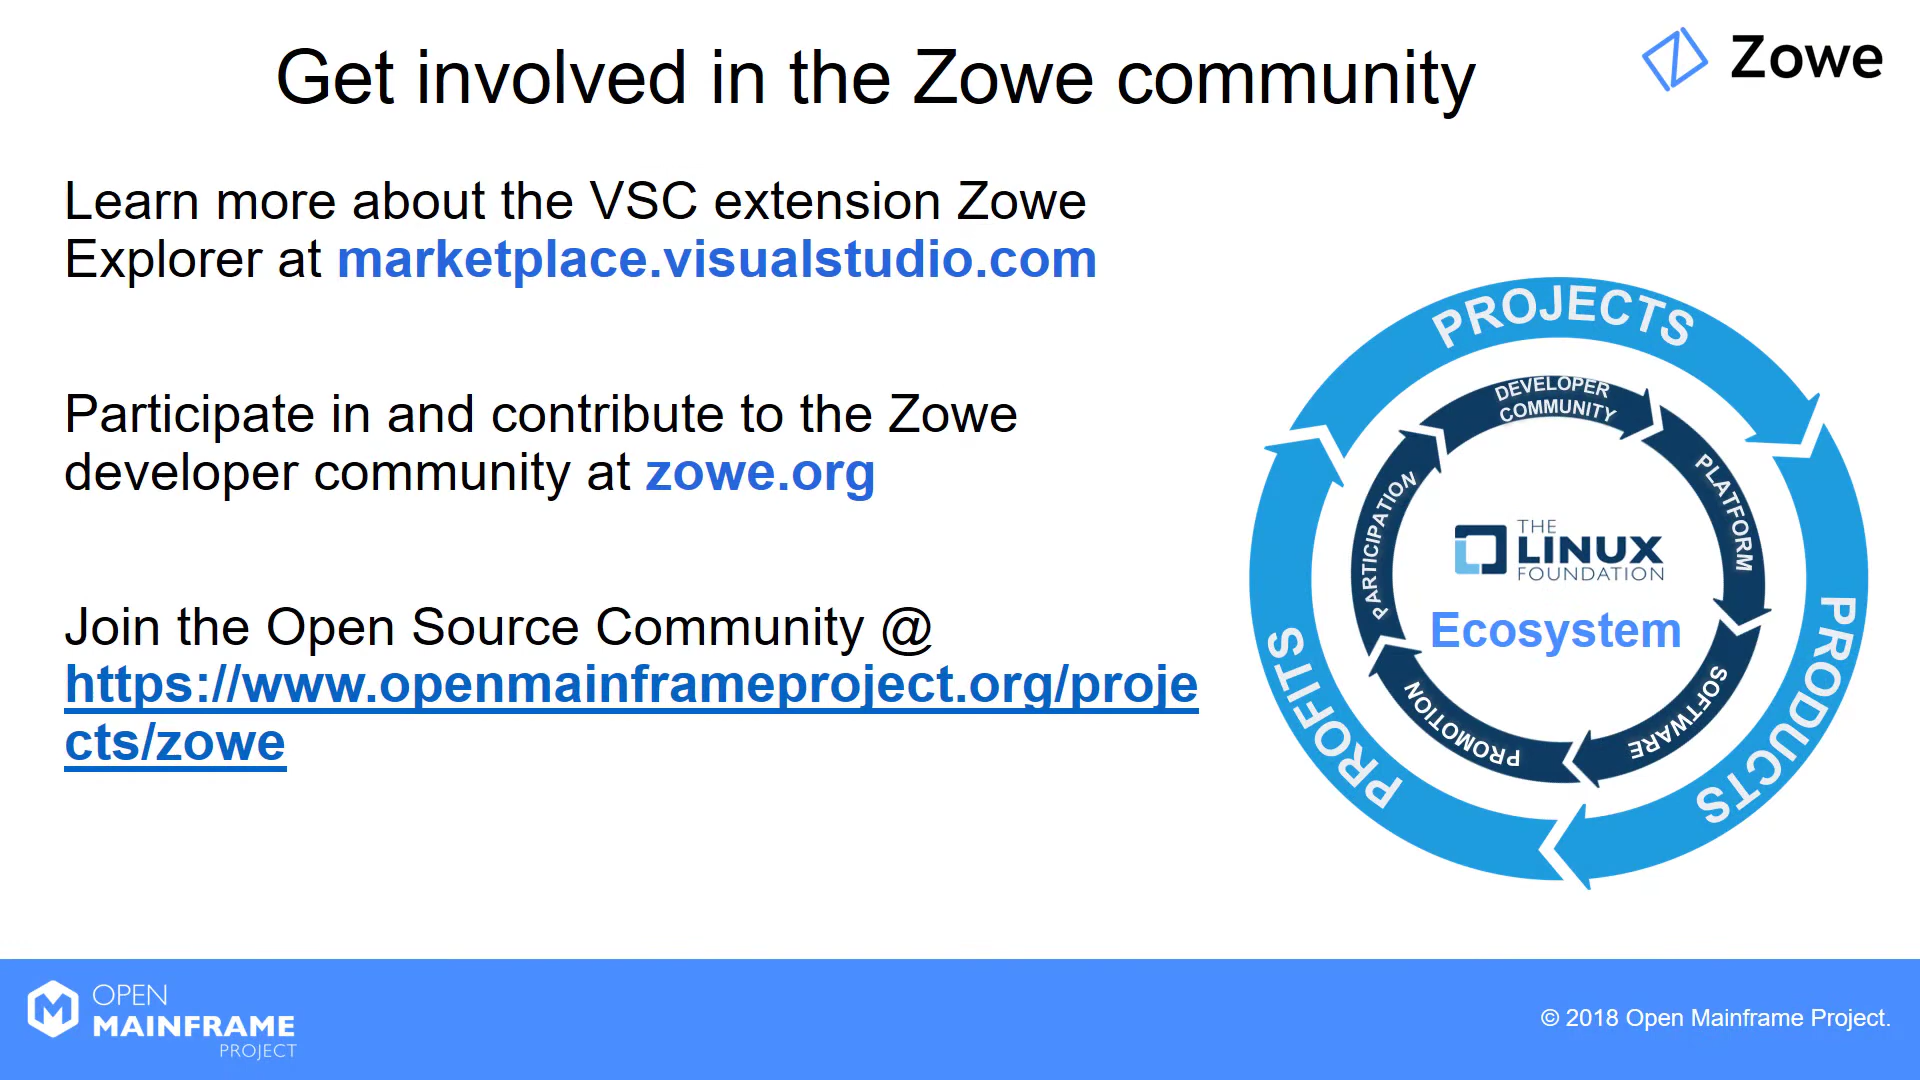 Get involved in the Zowe community
Zowe
Learn more about the VSC extension Zowe
Explorer at marketplace.visualstudio.com
Participate in and contribute to the Zowe
developer community at zowe.org
Join the Open Source Community @
https://www.openmainframeproject.org/proje
cts/zowe
PROJECTS
PRODUCTS
PROFITS
DEVELOPER
COMMUNITY
PLATFORM
SOFTWARE
PROMOTION
PARTICIPATION
THE
LINUX
FOUNDATION
Ecosystem
OPEN
MAINFRAME
PROJECT
© 2018 Open Mainframe Project.